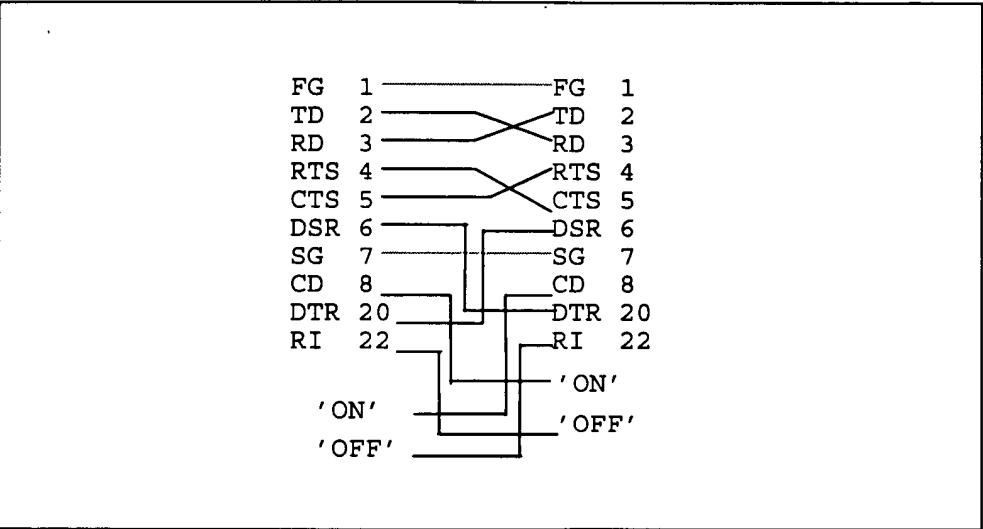 FG 1 FG 1
TD 2 TD 2
RD 3 RD 3
RTS 4 RTS 4
CTS 5 CTS 5
DSR 6 DSR 6
SG 7 SG 7
CD 8 CD 8
DTR 20 DTR 20
RI 22 RI 22
'ON'
'ON'
'OFF'
'OFF'